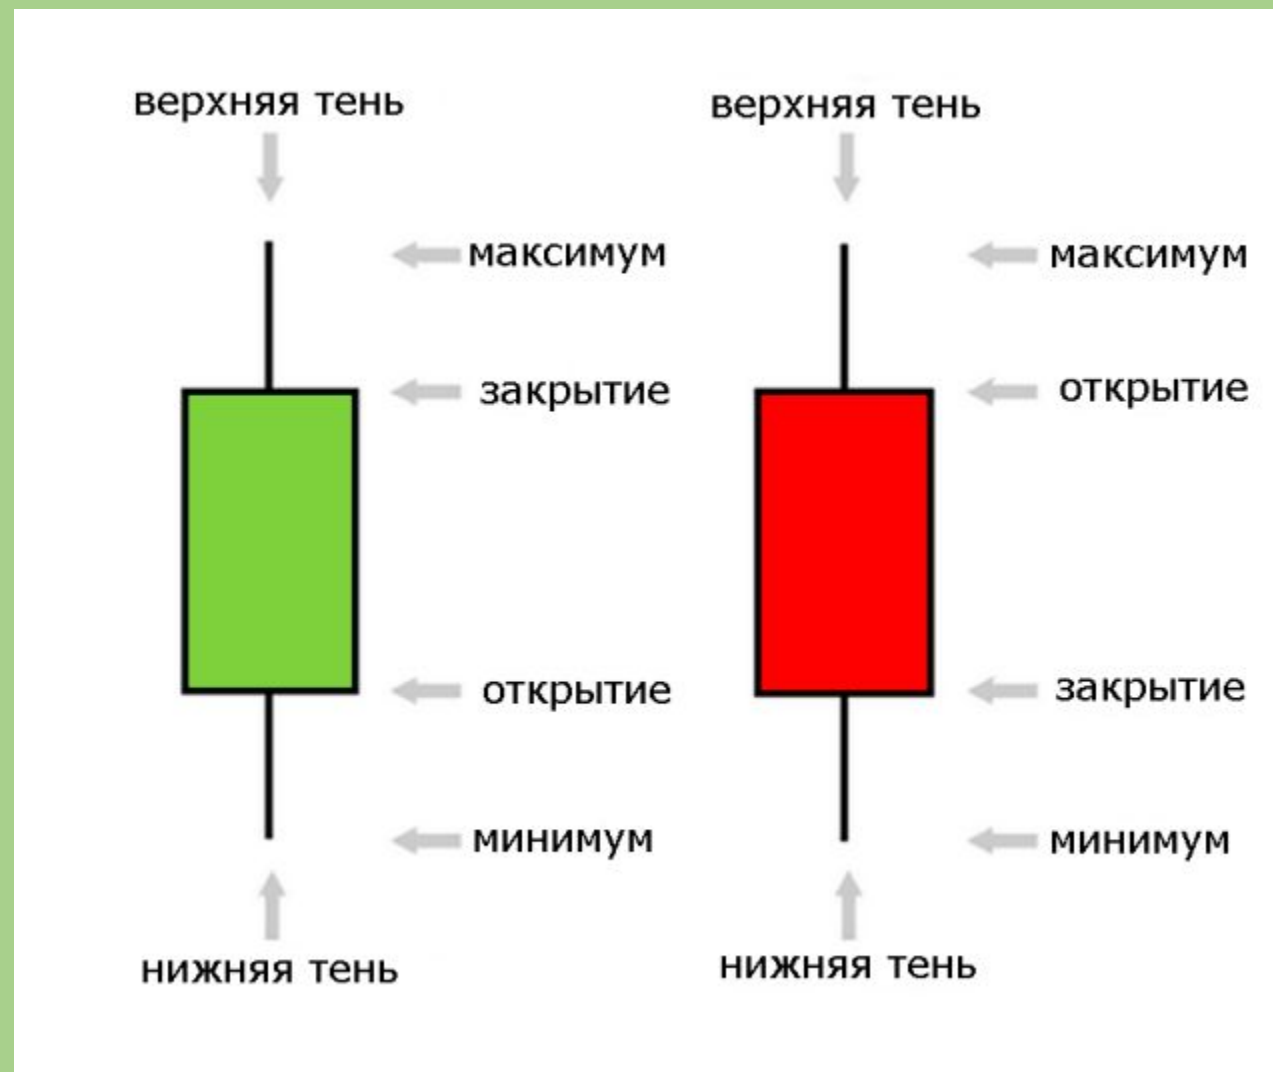 верхняя тень
максимум
закрытие
открытие
минимум
нижняя тень
верхняя тень
максимум
открытие
закрытие
минимум
нижняя тень